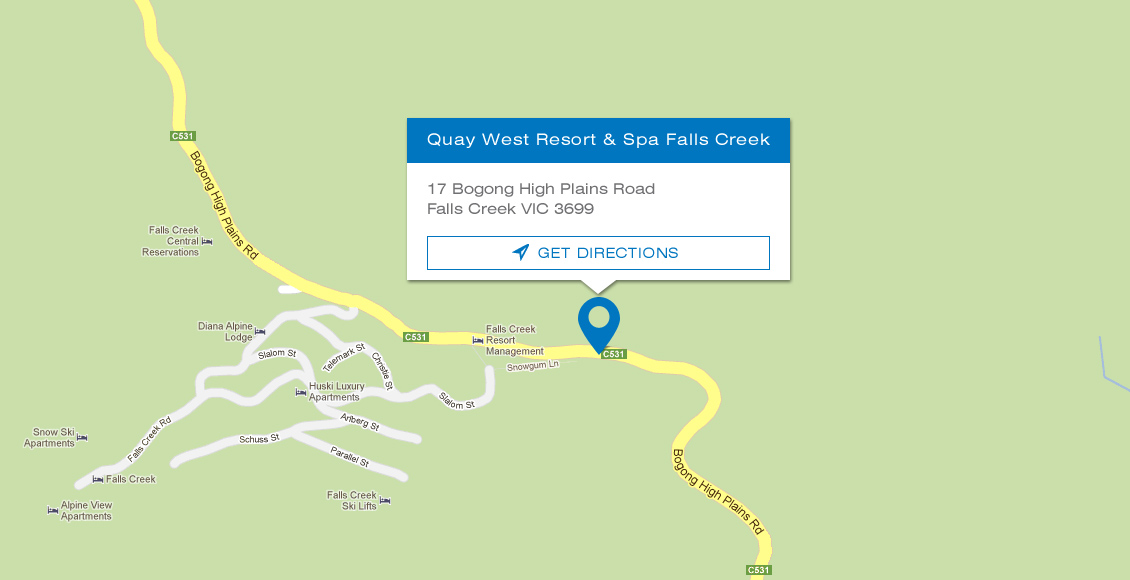 C531
Quay West Resort & Spa Falls Creek
17 Bogong High Plains Road
Falls Creek VIC 3699
GET DIRECTIONS
Bogong High Plains Rd
Falls Creek
Central
Reservations
Diana Alpine
Lodge
C531
Falls Creek
Resort
Management
C531
Snowgum Ln
Slalom St
Telemark St
Christie St
Huski Luxury
Apartments
Slalom St
Arlberg St
Falls Creek Rd
Snow Ski
Apartments
Schuss St
Parallel St
Bogong High Plains Rd
Falls Creek
Falls Creek
Ski Lifts
Alpine View
Apartments
C531